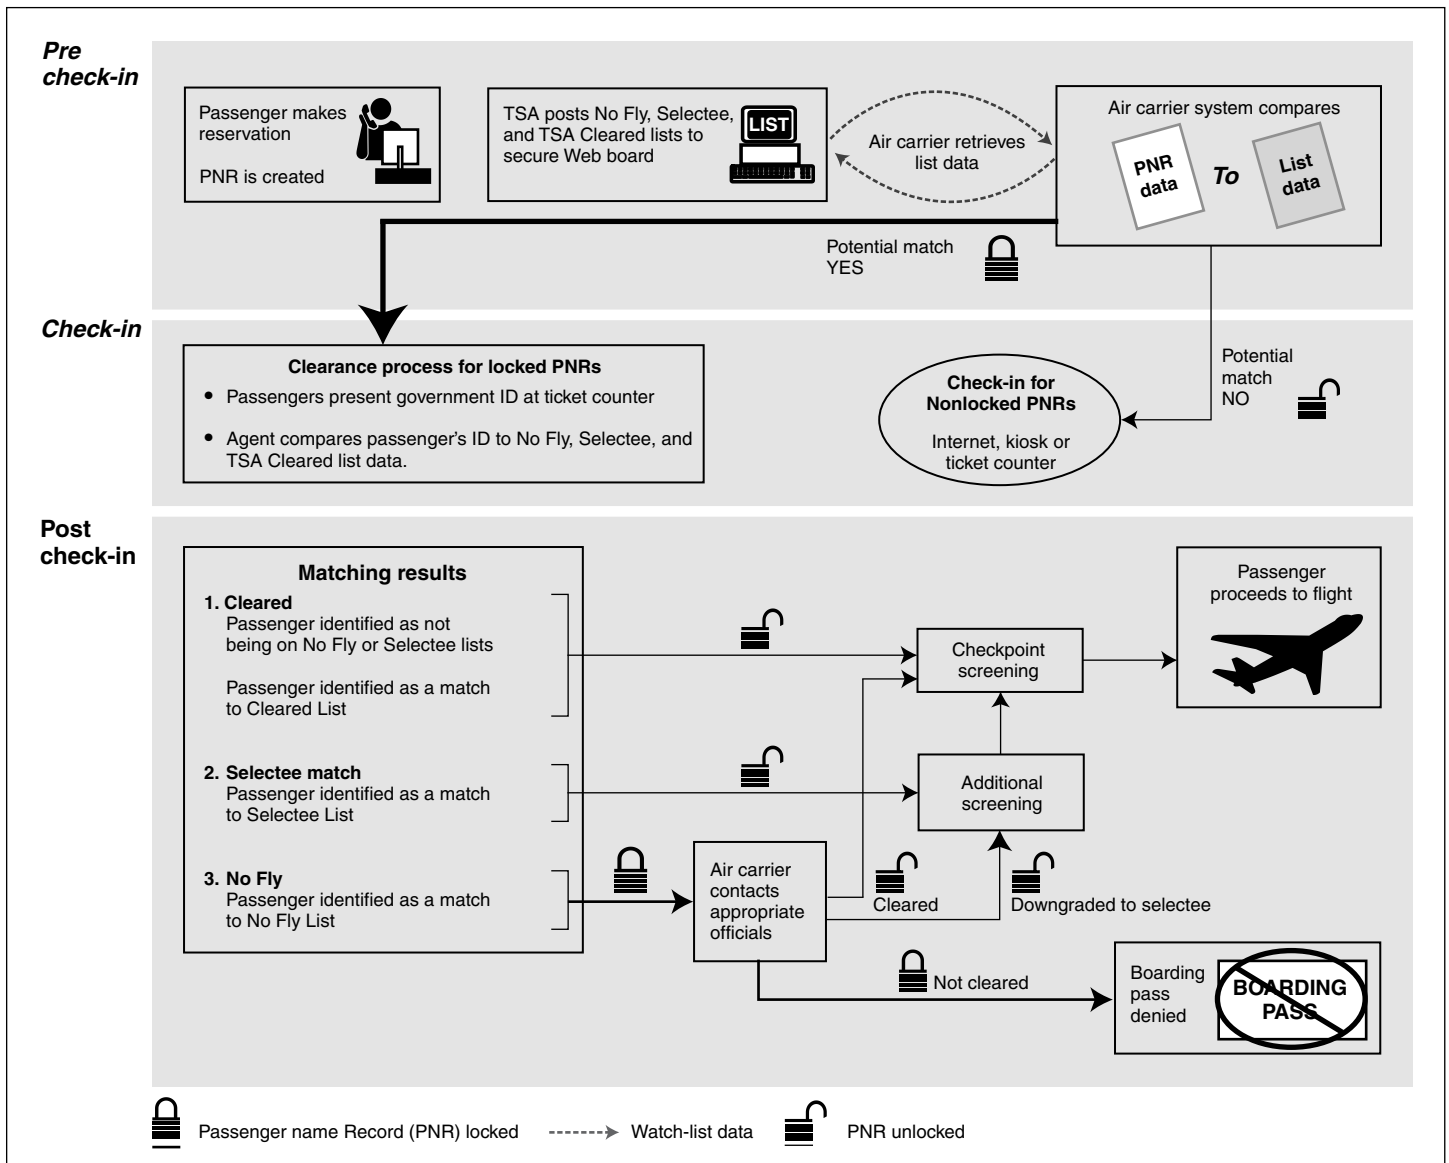 Pre
check-in
Passenger makes
reservation
PNR is created
TSA posts No Fly, Selectee,
and TSA Cleared lists to
secure Web board
LIST
Air carrier retrieves
list data
Air carrier system compares
PNR
data
To
List
data
Potential match
YES
Check-in
Clearance process for locked PNRs
• Passengers present government ID at ticket counter
• Agent compares passenger's ID to No Fly, Selectee, and
TSA Cleared list data.
Check-in for
Nonlocked PNRs
Internet, kiosk or
ticket counter
Potential
match
NO
Post
check-in
Matching results
1. Cleared
Passenger identified as not
being on No Fly or Selectee lists
Passenger identified as a match
to Cleared List
2. Selectee match
Passenger identified as a match
to Selectee List
3. No Fly
Passenger identified as a match
to No Fly List
Checkpoint
screening
Passenger
proceeds to flight
Additional
screening
Air carrier
contacts
appropriate
officials
Cleared
Downgraded to selectee
Not cleared
Boarding
pass
denied
BOARDING
PASS
Passenger name Record (PNR) locked
Watch-list data
PNR unlocked